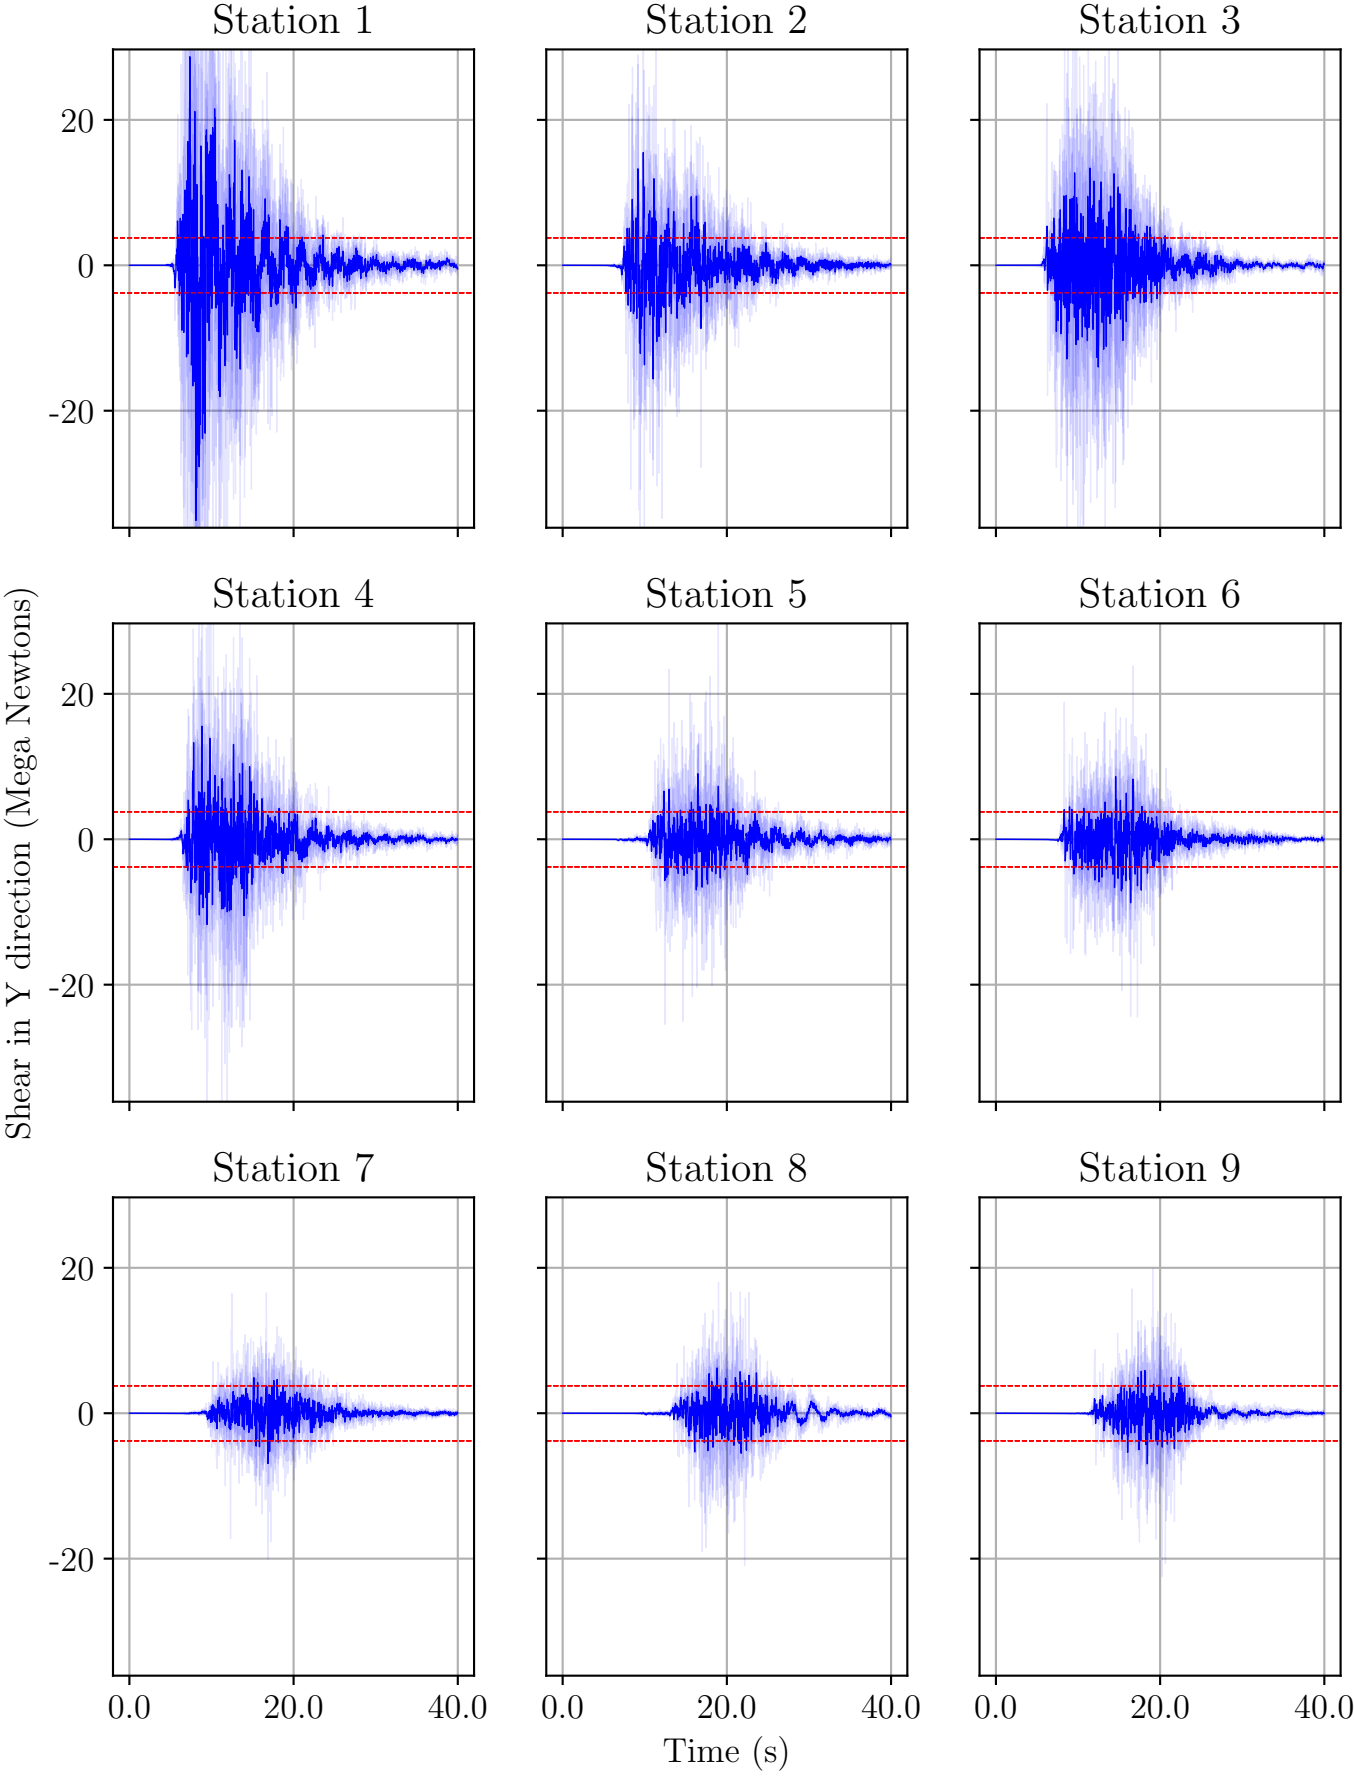 Station 1
Station 2
Station 3
20
0
-20
Station 4
Station 5
Station 6
20
0
-20
Shear in Y direction (Mega Newtons)
Station 7
Station 8
Station 9
20
0
-20
0.0 20.0 40.0
0.0 20.0 40.0
0.0 20.0 40.0
Time (s)